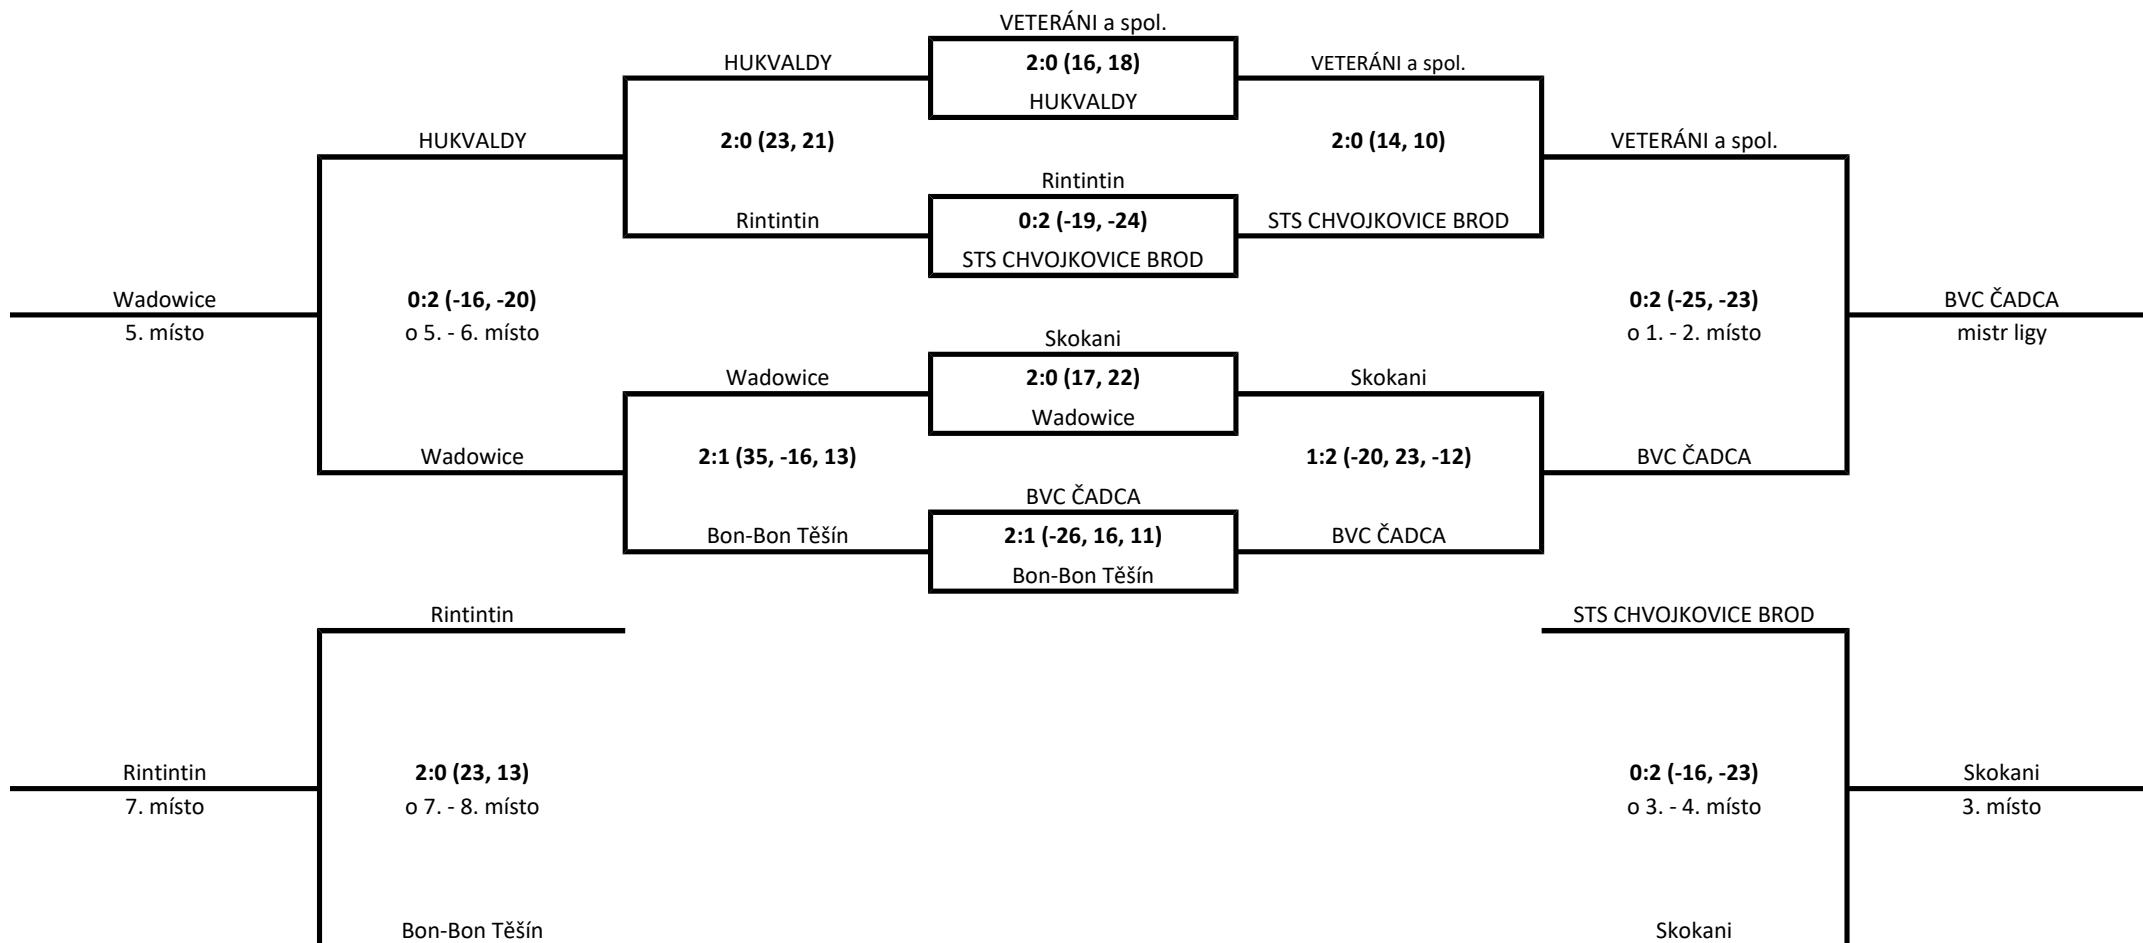 VETERÁNI a spol.
HUKVALDY
2:0 (16, 18)
VETERÁNI a spol.
HUKVALDY
HUKVALDY
2:0 (23, 21)
2:0 (14, 10)
VETERÁNI a spol.
Rintintin
Rintintin
0:2 (-19, -24)
STS CHVOJKOVICE BROD
STS CHVOJKOVICE BROD
Wadowice
0:2 (-16, -20)
0:2 (-25, -23)
BVC ČADCA
5. místo
o 5. - 6. místo
Skokani
o 1. - 2. místo
mistr ligy
Wadowice
2:0 (17, 22)
Skokani
Wadowice
Wadowice
2:1 (35, -16, 13)
1:2 (-20, 23, -12)
BVC ČADCA
BVC ČADCA
Bon-Bon Těšín
2:1 (-26, 16, 11)
BVC ČADCA
Bon-Bon Těšín
Rintintin
STS CHVOJKOVICE BROD
Rintintin
2:0 (23, 13)
0:2 (-16, -23)
Skokani
7. místo
o 7. - 8. místo
o 3. - 4. místo
3. místo
Bon-Bon Těšín
Skokani